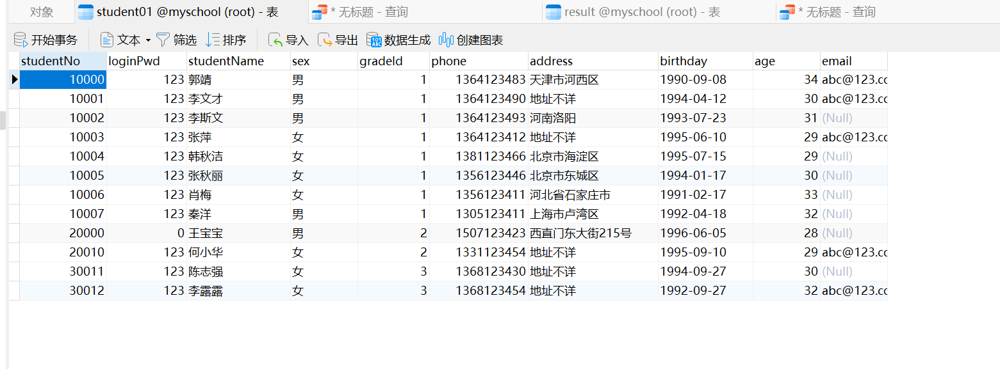 对象 student01 @myschool (root) - 表 * 无标题 - 查询 result @myschool (root) - 表 * 无标题 - 查询
开始事务 文本 筛选 排序 导入 导出 数据生成 创建图表
studentNo loginPwd studentName sex gradeId phone address birthday age email
10000 123 郭靖 男 1 1364123483 天津市河西区 1990-09-08 34 abc@123.cc
10001 123 李文才 男 1 1364123490 地址不详 1994-04-12 30 abc@123.cc
10002 123 李斯文 男 1 1364123493 河南洛阳 1993-07-23 31 (Null)
10003 123 张萍 女 1 1364123412 地址不详 1995-06-10 29 abc@123.cc
10004 123 韩秋洁 女 1 1381123466 北京市海淀区 1995-07-15 29 (Null)
10005 123 张秋丽 女 1 1356123446 北京市东城区 1994-01-17 30 (Null)
10006 123 肖梅 女 1 1356123411 河北省石家庄市 1991-02-17 33 (Null)
10007 123 秦洋 男 1 1305123411 上海市卢湾区 1992-04-18 32 (Null)
20000 0 王宝宝 男 2 1507123423 西直门东大街215号 1996-06-05 28 (Null)
20010 123 何小华 女 2 1331123454 地址不详 1995-09-10 29 abc@123.cc
30011 123 陈志强 女 3 1368123430 地址不详 1994-09-27 30 (Null)
30012 123 李露露 女 3 1368123454 地址不详 1992-09-27 32 abc@123.cc